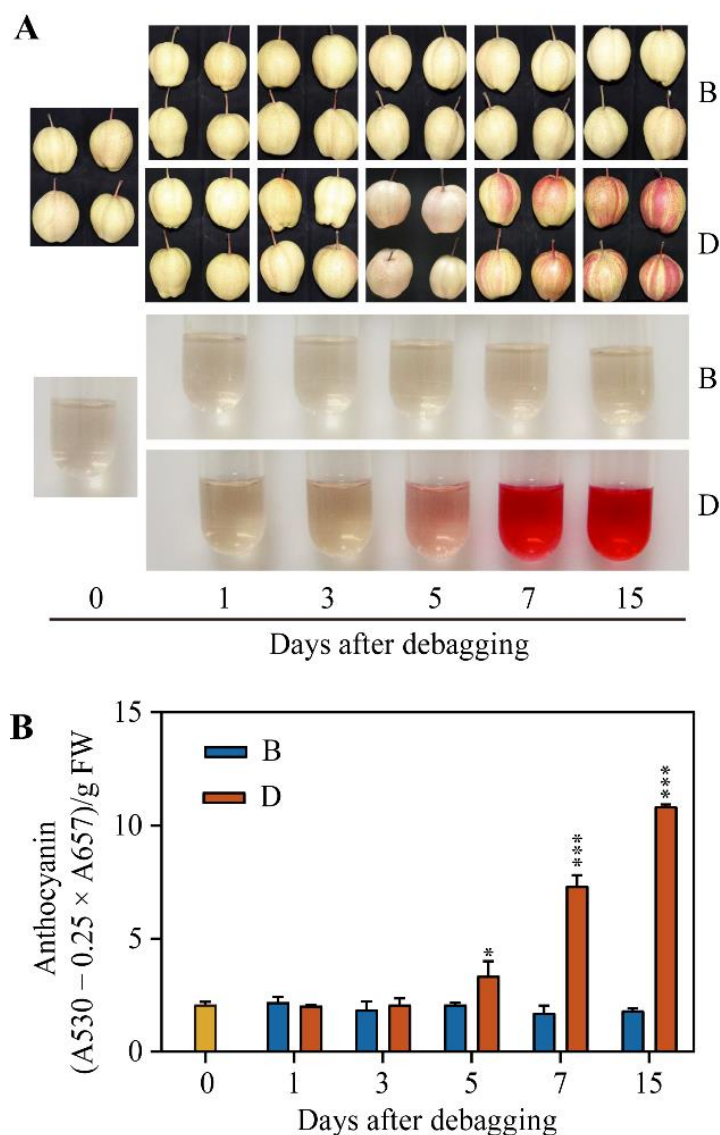 A
B
D
B
D
0 1 3 5 7 15
Days after debagging
B
Anthocyanin
(A530 − 0.25 × A657)/g FW
15
10
5
0
B
D
*
***
***
0 1 3 5 7 15
Days after debagging